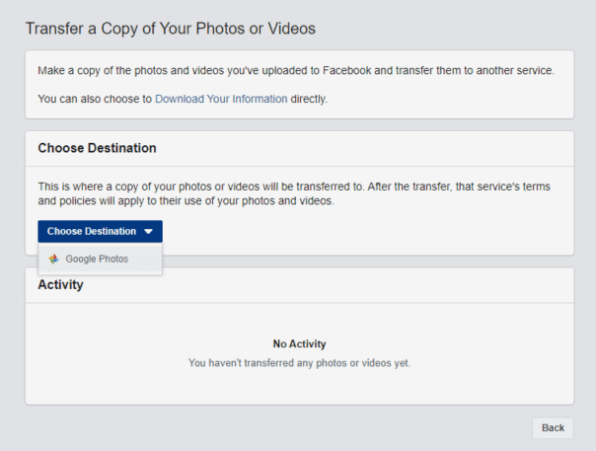 Transfer a Copy of Your Photos or Videos
Make a copy of the photos and videos you've uploaded to Facebook and transfer them to another service.
You can also choose to Download Your Information directly.
Choose Destination
This is where a copy of your photos or videos will be transferred to. After the transfer, that service's terms
and policies will apply to their use of your photos and videos.
Choose Destination
Google Photos
Activity
No Activity
You haven't transferred any photos or videos yet.
Back